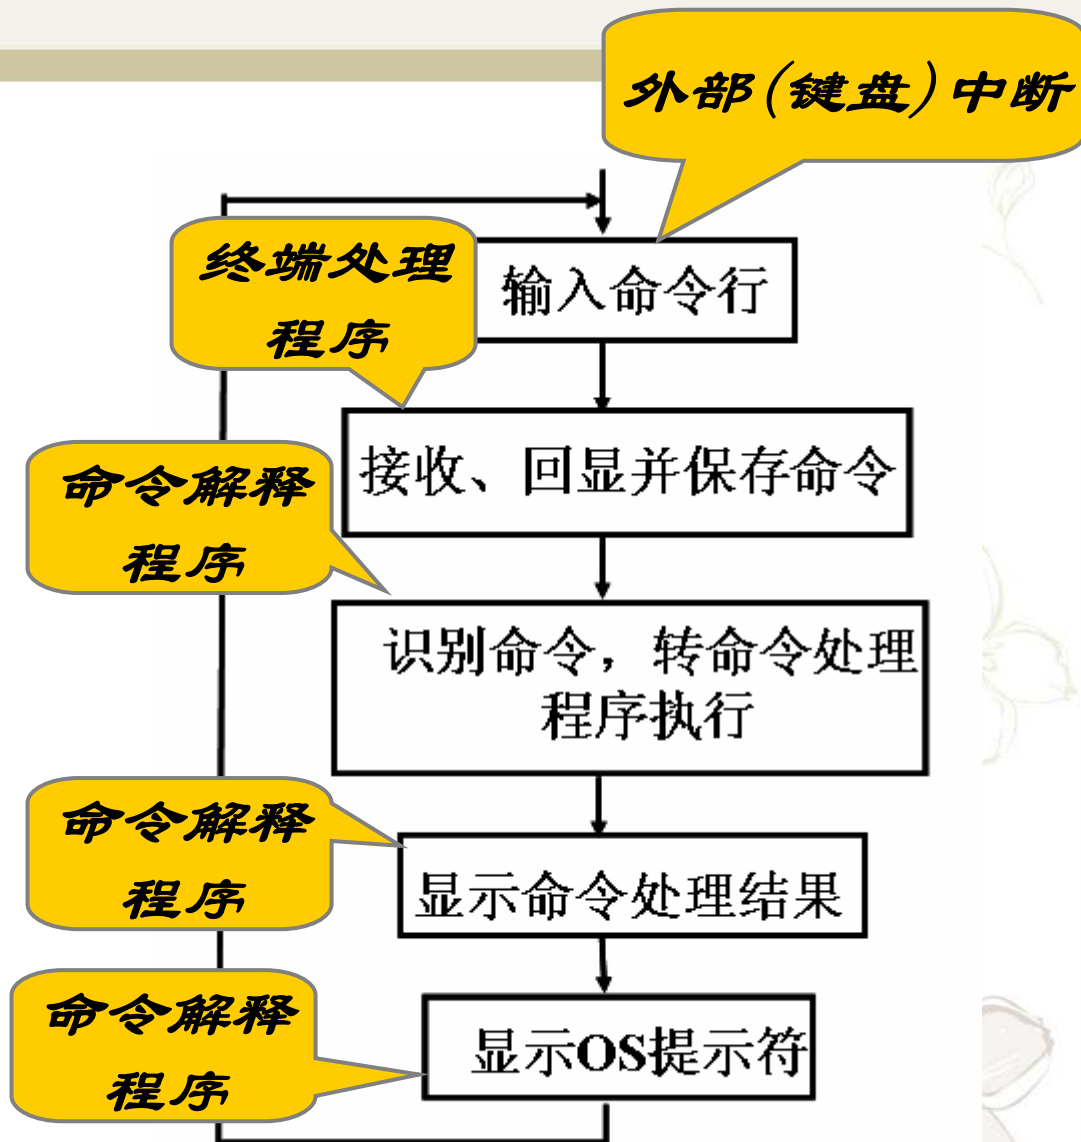 外部(键盘)中断
终端处理
程序
输入命令行
接收、回显并保存命令
命令解释
程序
识别命令，转命令处理
程序执行
命令解释
程序
显示命令处理结果
命令解释
程序
显示OS提示符